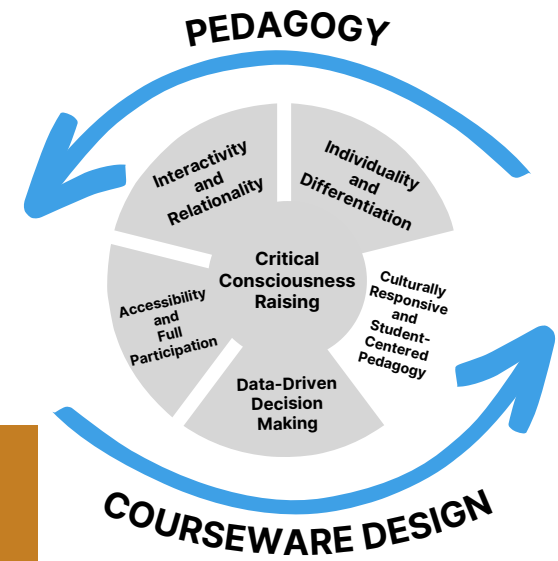 PEDAGOGY
Interactivity
and
Relationality
Individuality
and
Differentiation
Critical
Consciousness
Raising
Accessibility
and
Full
Participation
Culturally
Responsive
and
Student-
Centered
Pedagogy
Data-Driven
Decision
Making
COURSEWARE DESIGN